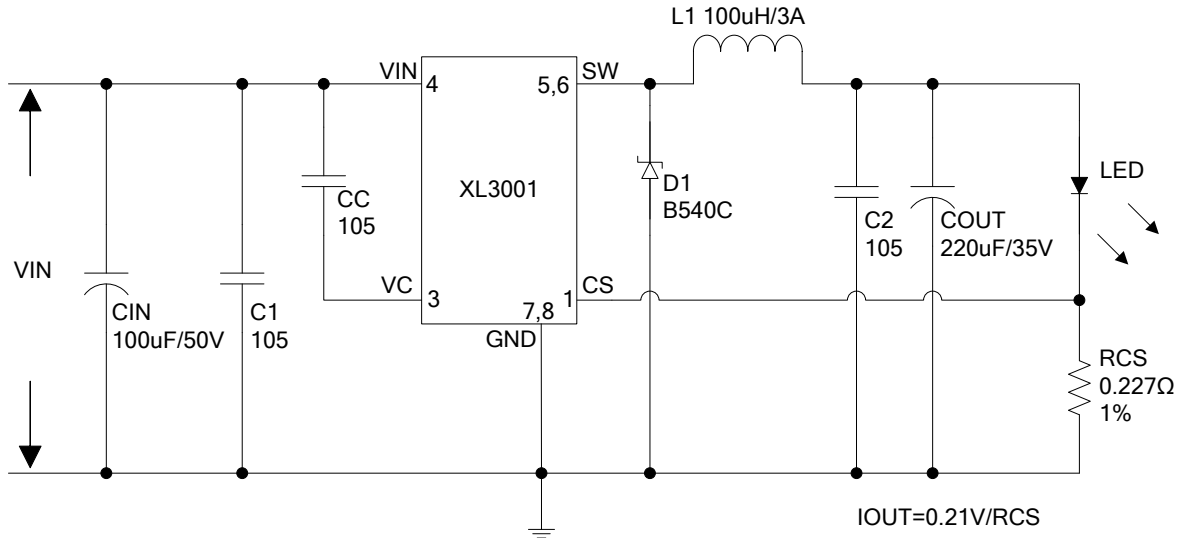 L1 100uH/3A
VIN
4
5,6
SW
XL3001
CC
105
D1
B540C
LED
C2
105
COUT
220uF/35V
VIN
VC
3
7,8
1
CS
GND
CIN
100uF/50V
C1
105
RCS
0.227Ω
1%
IOUT=0.21V/RCS